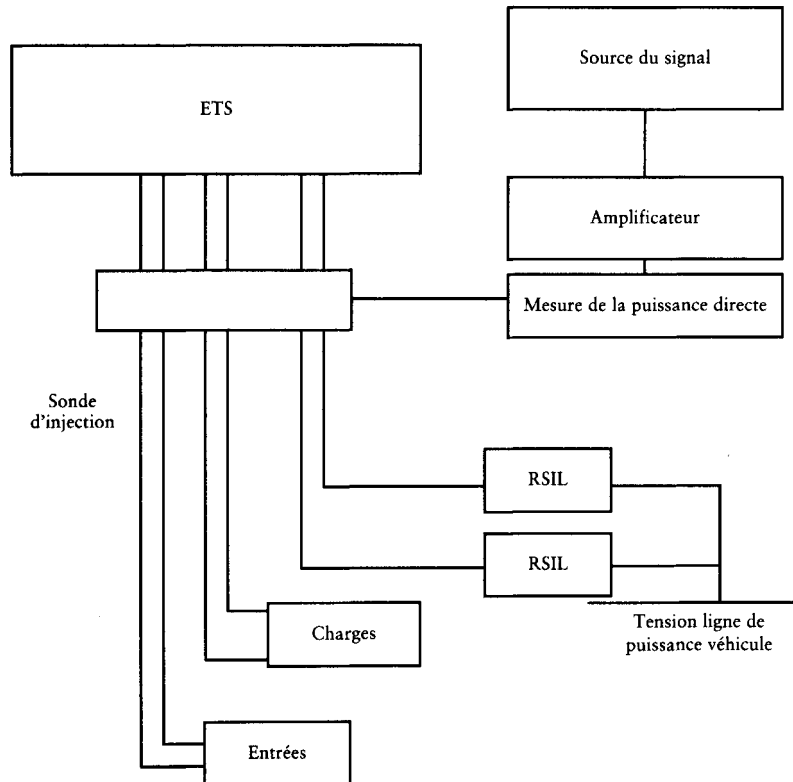 Source du signal
ETS
Amplificateur
Mesure de la puissance directe
Sonde
d'injection
RSIL
RSIL
Tension ligne de
puissance véhicule
Charges
Entrées